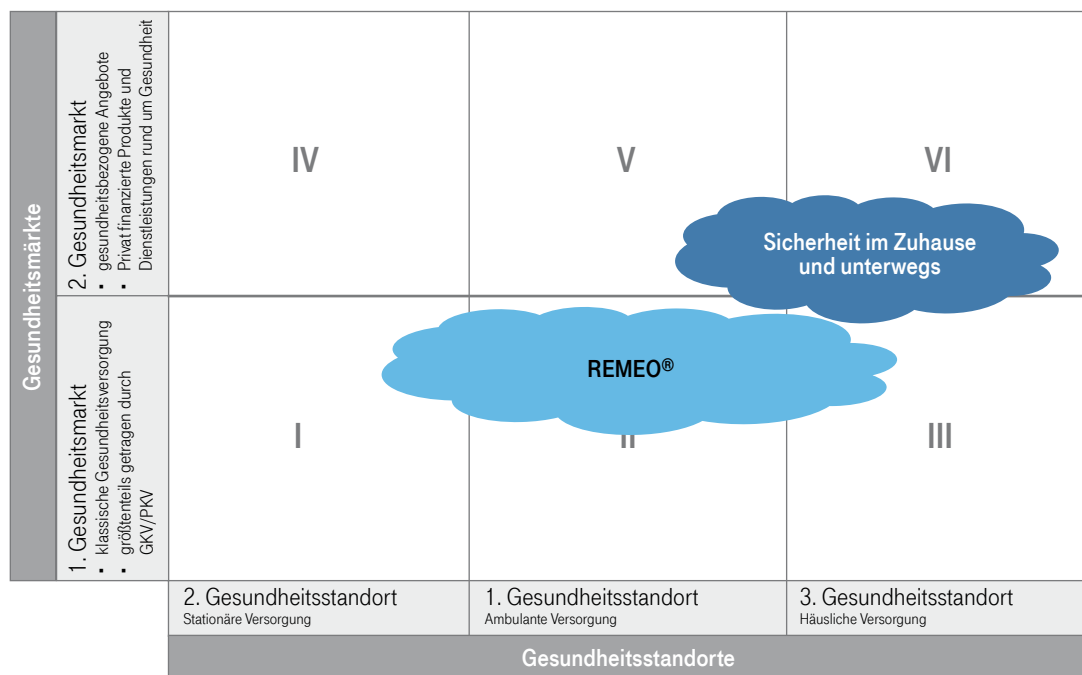 Gesundheitsmärkte
2. Gesundheitsmarkt
▪ gesundheitsbezogene Angebote
▪ Privat finanzierte Produkte und
Dienstleistungen rund um Gesundheit
1. Gesundheitsmarkt
▪ klassische Gesundheitsversorgung
▪ größtenteils getragen durch
GKV/PKV
IV
V
VI
Sicherheit im Zuhause
und unterwegs
REMEO®
I
II
III
2. Gesundheitsstandort
Stationäre Versorgung
1. Gesundheitsstandort
Ambulante Versorgung
3. Gesundheitsstandort
Häusliche Versorgung
Gesundheitsstandorte